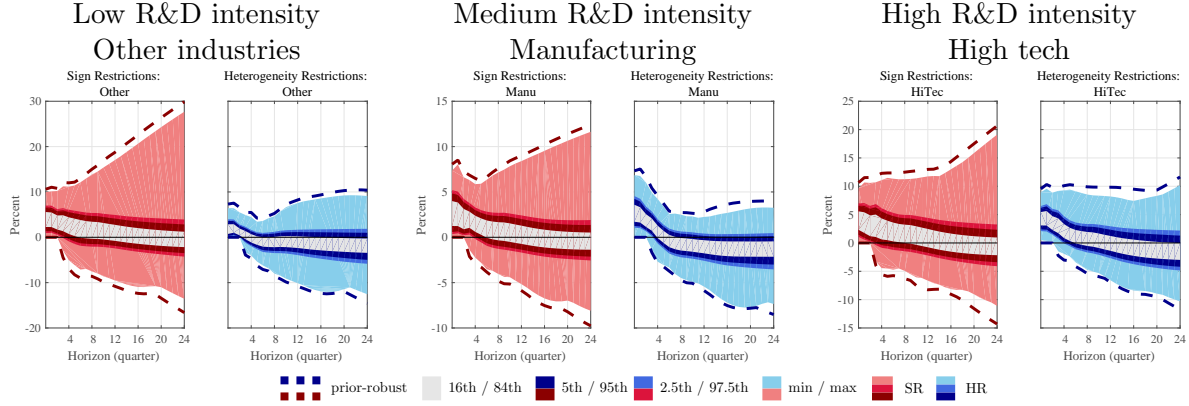 Low R&D intensity
Other industries
Medium R&D intensity
Manufacturing
High R&D intensity
High tech
Sign Restrictions:
Other
30
20
10
0
-10
-20
Percent
4 8 12 16 20 24
Horizon (quarter)
Heterogeneity Restrictions:
Other
4 8 12 16 20 24
Horizon (quarter)
Sign Restrictions:
Manu
15
10
5
0
-5
-10
Percent
4 8 12 16 20 24
Horizon (quarter)
Heterogeneity Restrictions:
Manu
4 8 12 16 20 24
Horizon (quarter)
Sign Restrictions:
HiTec
25
20
15
10
5
0
-5
-10
-15
Percent
4 8 12 16 20 24
Horizon (quarter)
Heterogeneity Restrictions:
HiTec
4 8 12 16 20 24
Horizon (quarter)
prior-robust 16th / 84th 5th / 95th 2.5th / 97.5th min / max SR HR